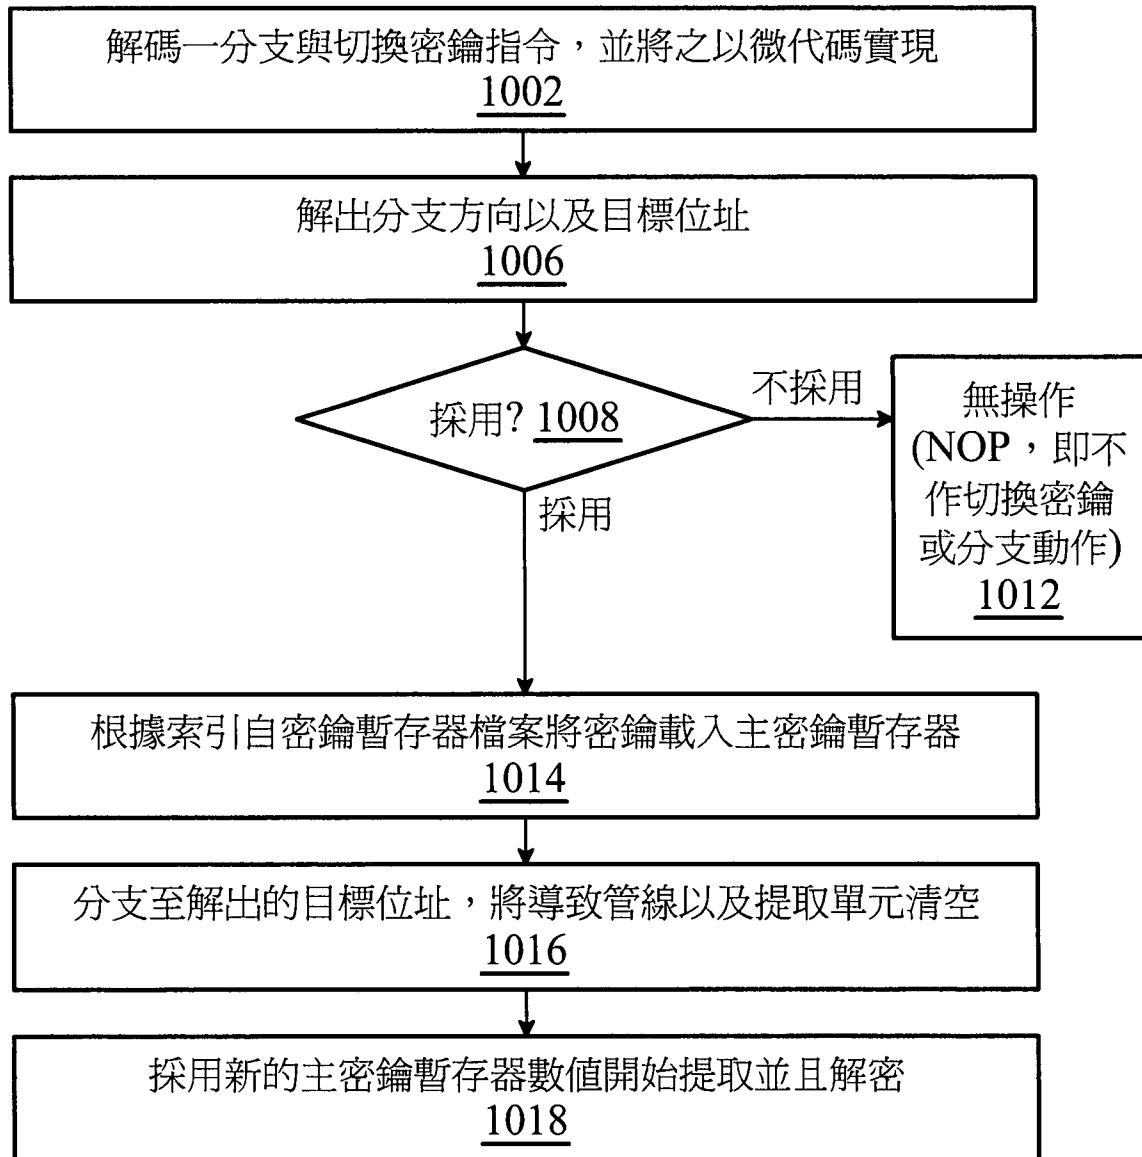 解碼一分支與切換密鑰指令，並將之以微代碼實現
1002
解出分支方向以及目標位址
1006
採用? 1008
不採用
無操作
(NOP，即不
作切換密鑰
或分支動作)
1012
採用
根據索引自密鑰暫存器檔案將密鑰載入主密鑰暫存器
1014
分支至解出的目標位址，將導致管線以及提取單元清空
1016
採用新的主密鑰暫存器數值開始提取並且解密
1018